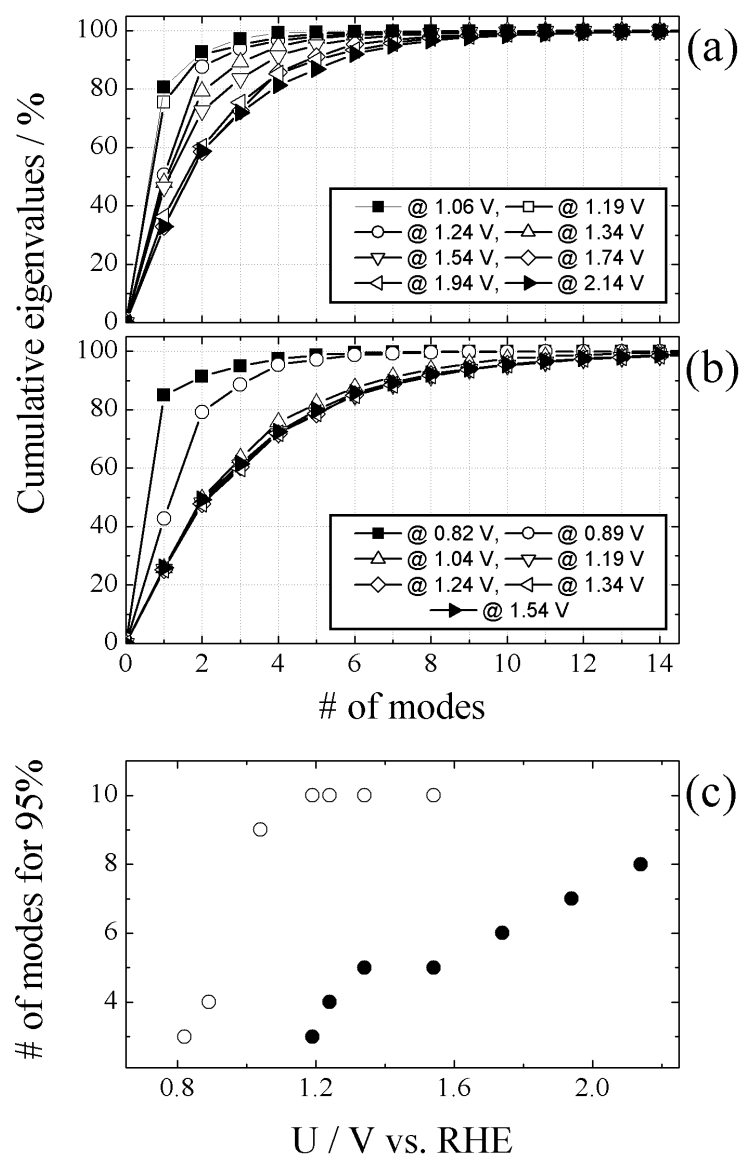 100
80
60
40
20
0
(a)
@ 1.06 V, @ 1.19 V
@ 1.24 V, @ 1.34 V
@ 1.54 V, @ 1.74 V
@ 1.94 V, @ 2.14 V
Cumulative eigenvalues / %
100
80
60
40
20
0
(b)
@ 0.82 V, @ 0.89 V
@ 1.04 V, @ 1.19 V
@ 1.24 V, @ 1.34 V
@ 1.54 V
0 2 4 6 8 10 12 14
# of modes
# of modes for 95%
10
8
6
4
(c)
0.8 1.2 1.6 2.0
U / V vs. RHE